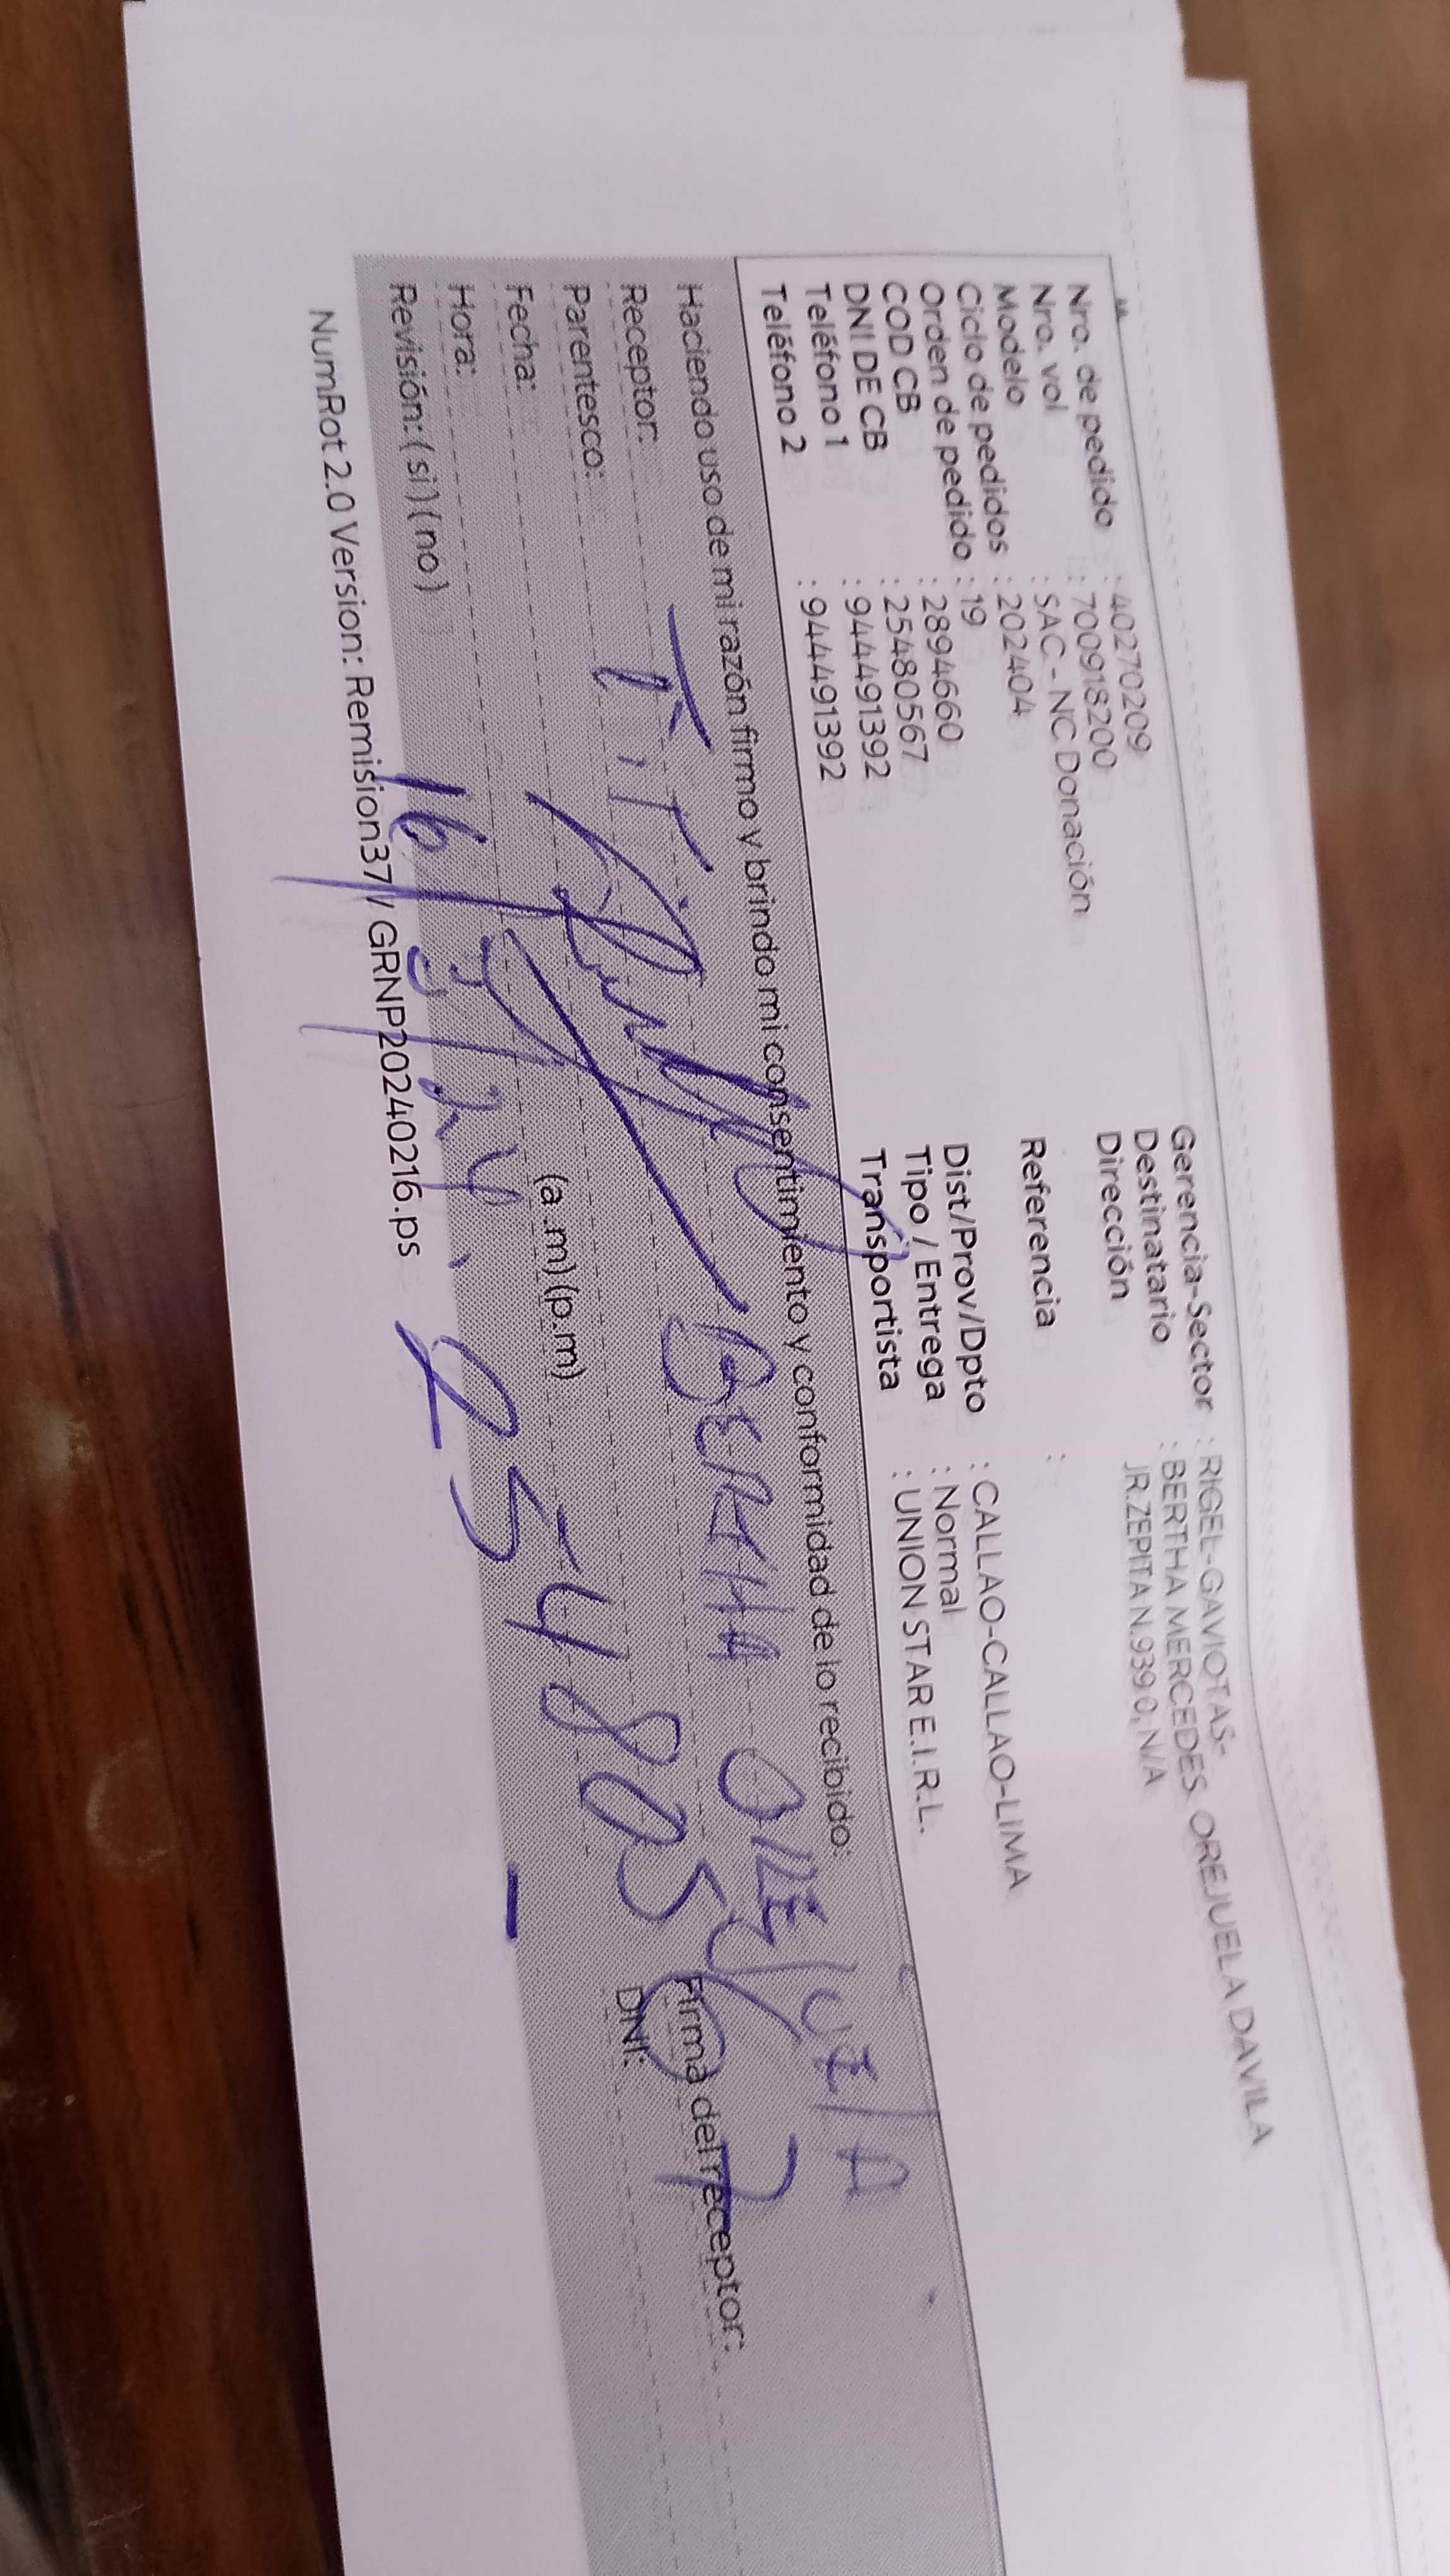 Nro. de pedido : 40270209
Nro. vol : 700918200
Modelo : SAC - NC Donación
Ciclo de pedidos : 202404
Orden de pedido : 19
COD CB : 2894660
DNI DE CB : 25480567
Teléfono 1 : 944491392
Teléfono 2 : 944491392
Gerencia-Sector : RIGEL-GAVIOTAS-
Destinatario : BERTHA MERCEDES OREJUELA DAVILA
Dirección JR.ZEPITA N.939 0, N/A
Referencia :
Dist/Prov/Dpto : CALLAO-CALLAO-LIMA
Tipo / Entrega : Normal
Transportista : UNION STAR E.I.R.L.
Haciendo uso de mi razón firmo y brindo mi consentimiento y conformidad de lo recibido:
Receptor: BERTHA OREJUELA
Firma del receptor:
Parentesco: TiT
DNI: 25480567
Fecha: 16
Hora: (a .m) (p.m)
Revisión: ( si ) ( no )
NumRot 2.0 Version: Remision37 / GRNP20240216.ps